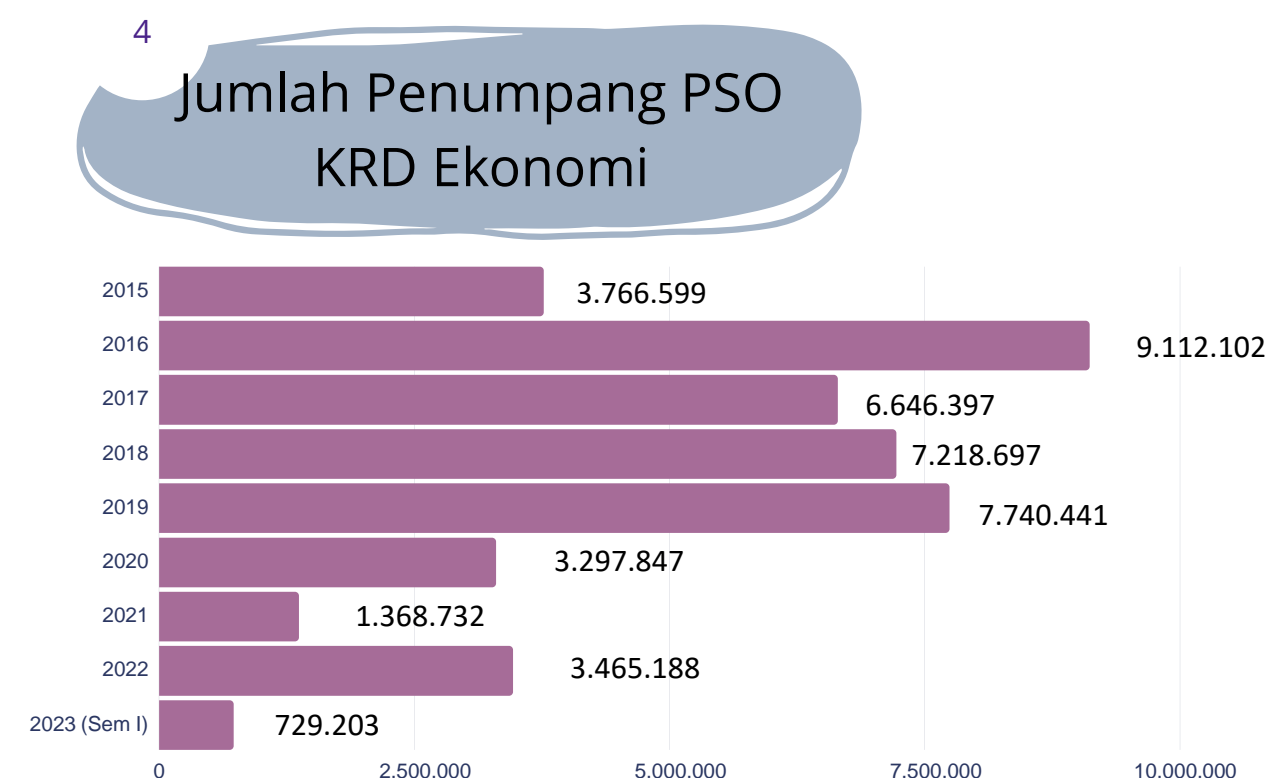 4
Jumlah Penumpang PSO
KRD Ekonomi
2015 3.766.599
2016 9.112.102
2017 6.646.397
2018 7.218.697
2019 7.740.441
2020 3.297.847
2021 1.368.732
2022 3.465.188
2023 (Sem I) 729.203
0 2.500.000 5.000.000 7.500.000 10.000.000